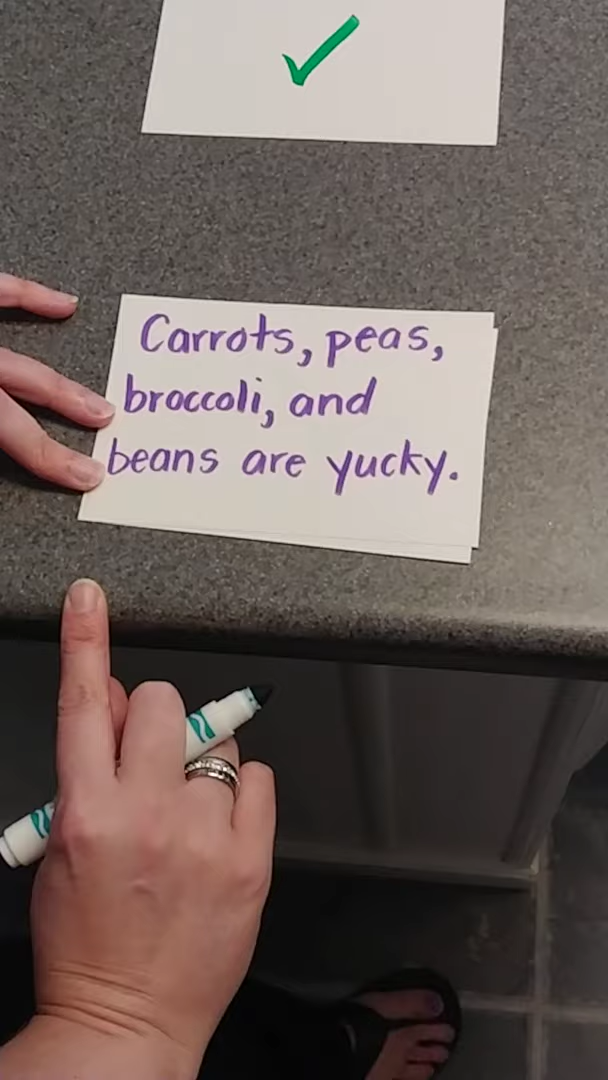 Carrots, peas,
broccoli, and
beans are yucky.